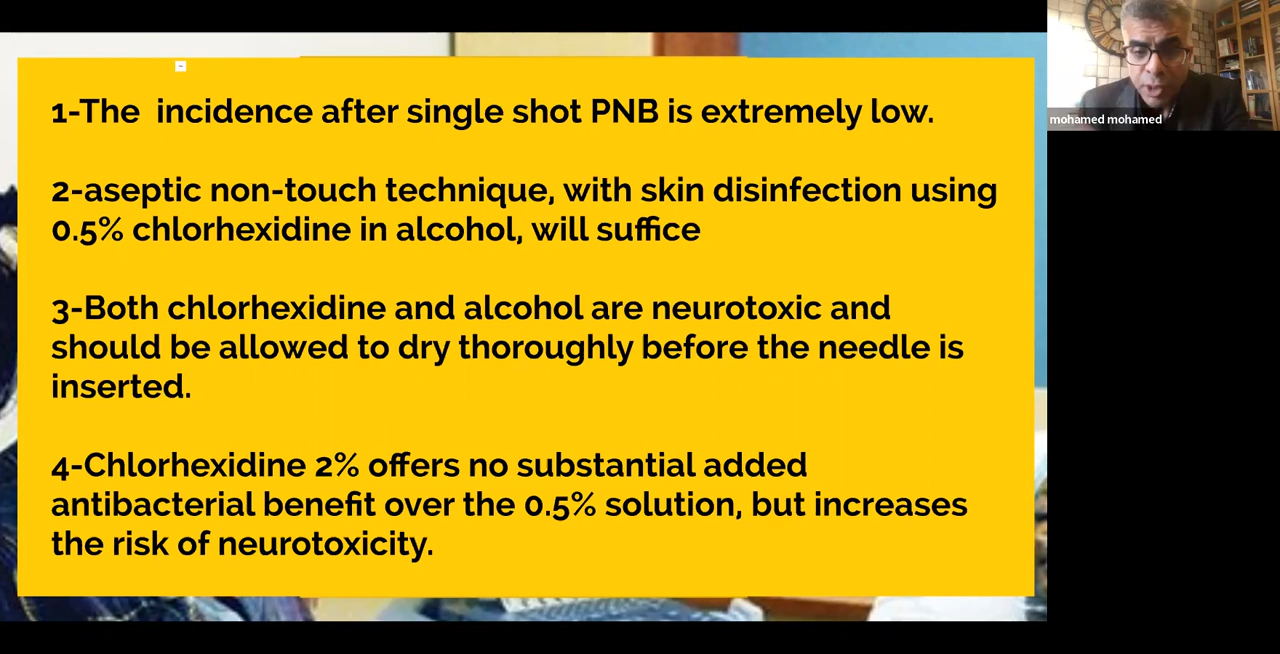 1-The  incidence after single shot PNB is extremely low.
2-aseptic non-touch technique, with skin disinfection using
0.5% chlorhexidine in alcohol, will suffice
3-Both chlorhexidine and alcohol are neurotoxic and
should be allowed to dry thoroughly before the needle is
inserted.
4-Chlorhexidine 2% offers no substantial added
antibacterial benefit over the 0.5% solution, but increases
the risk of neurotoxicity.
mohamed mohamed